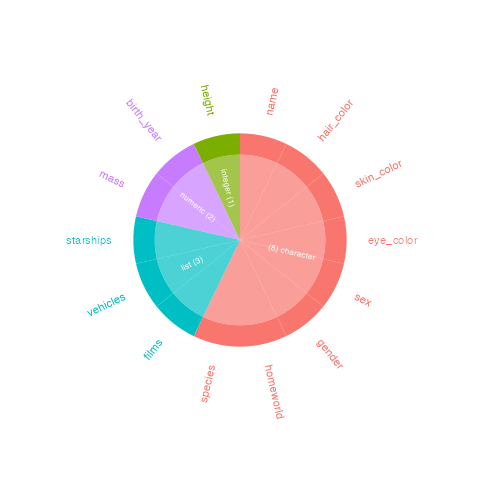 name
hair_color
skin_color
eye_color
sex
gender
homeworld
species
films
vehicles
starships
mass
birth_year
height
(8) character
list (3)
numeric (2)
integer (1)